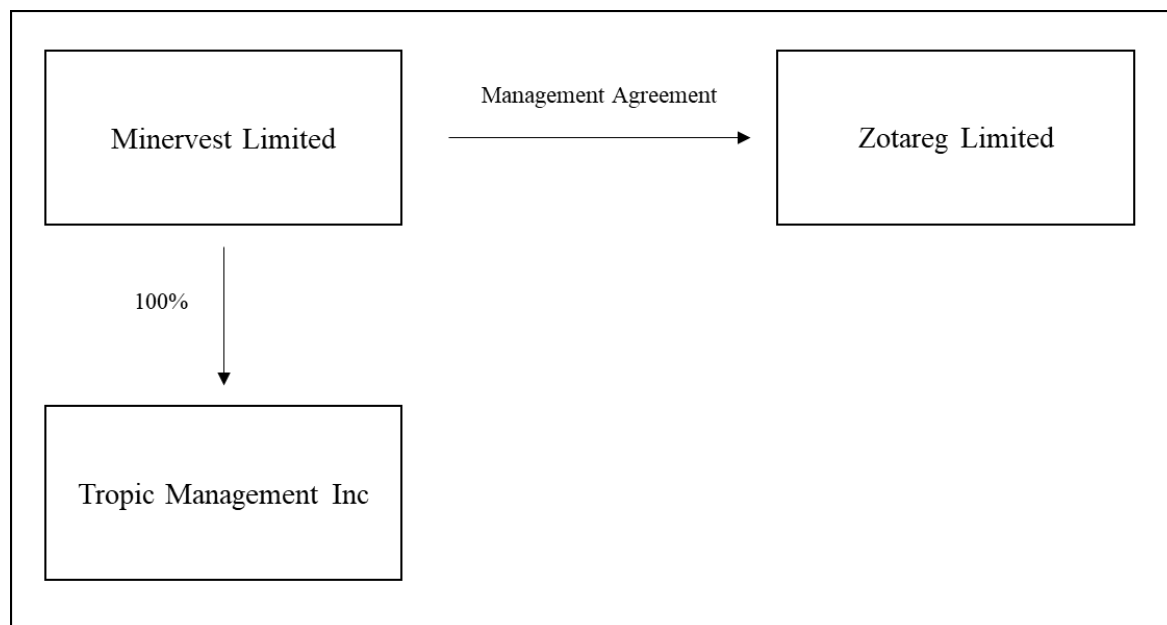 Management Agreement
Minervest Limited
Zotareg Limited
100%
Tropic Management Inc